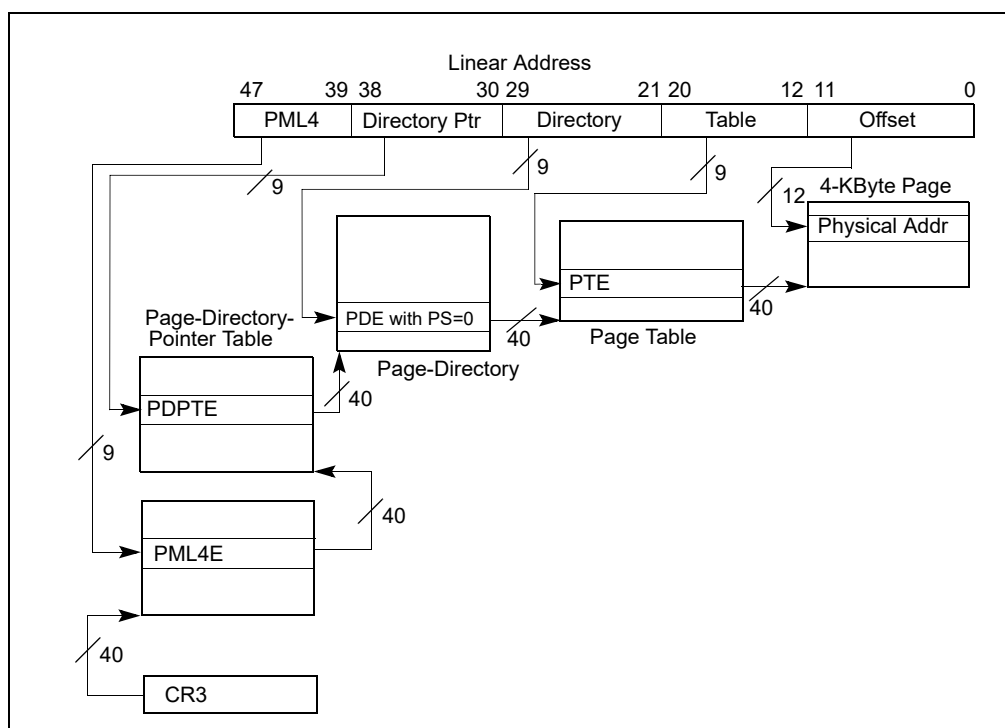 Linear Address
47 39 38 30 29 21 20 12 11 0
PML4 Directory Ptr Directory Table Offset
9 9 9 12 4-KByte Page
Physical Addr
PTE
40
Page Table
PDE with PS=0
40
Page-Directory
Page-Directory-
Pointer Table
PDPTE
40
9
40
PML4E
40
CR3